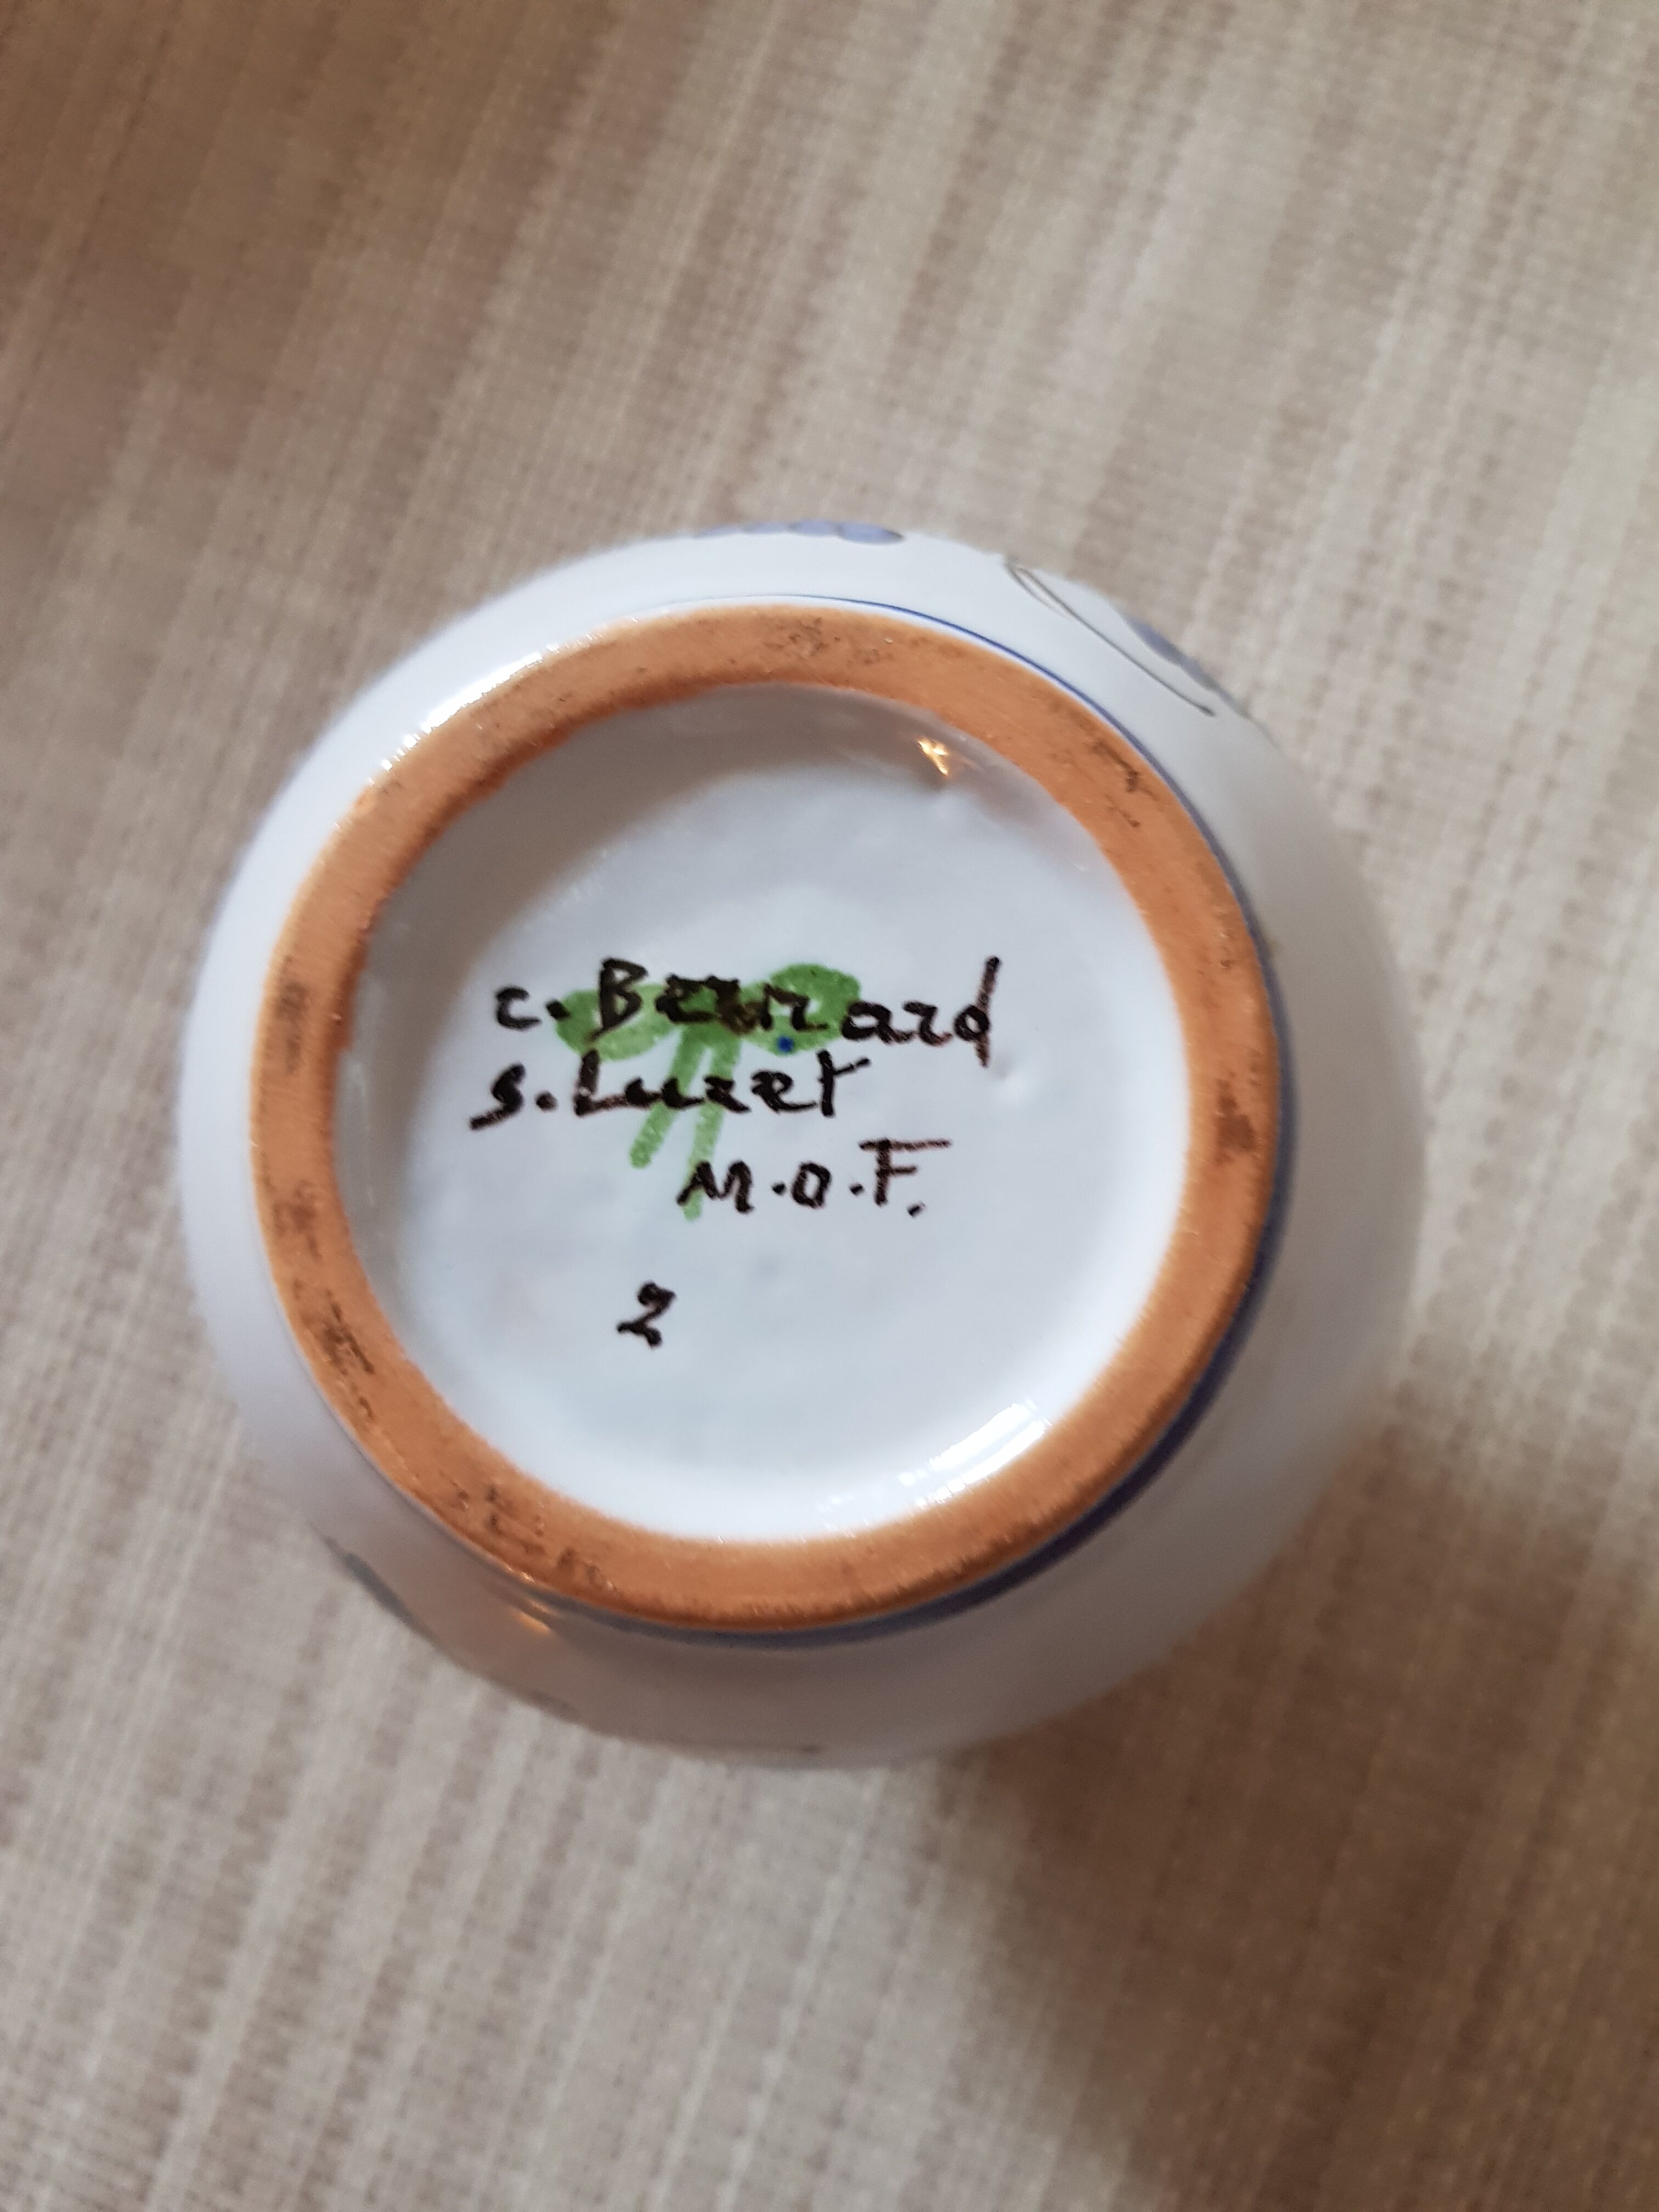 C. Bernard
S. Luzet
M.O.F.
2